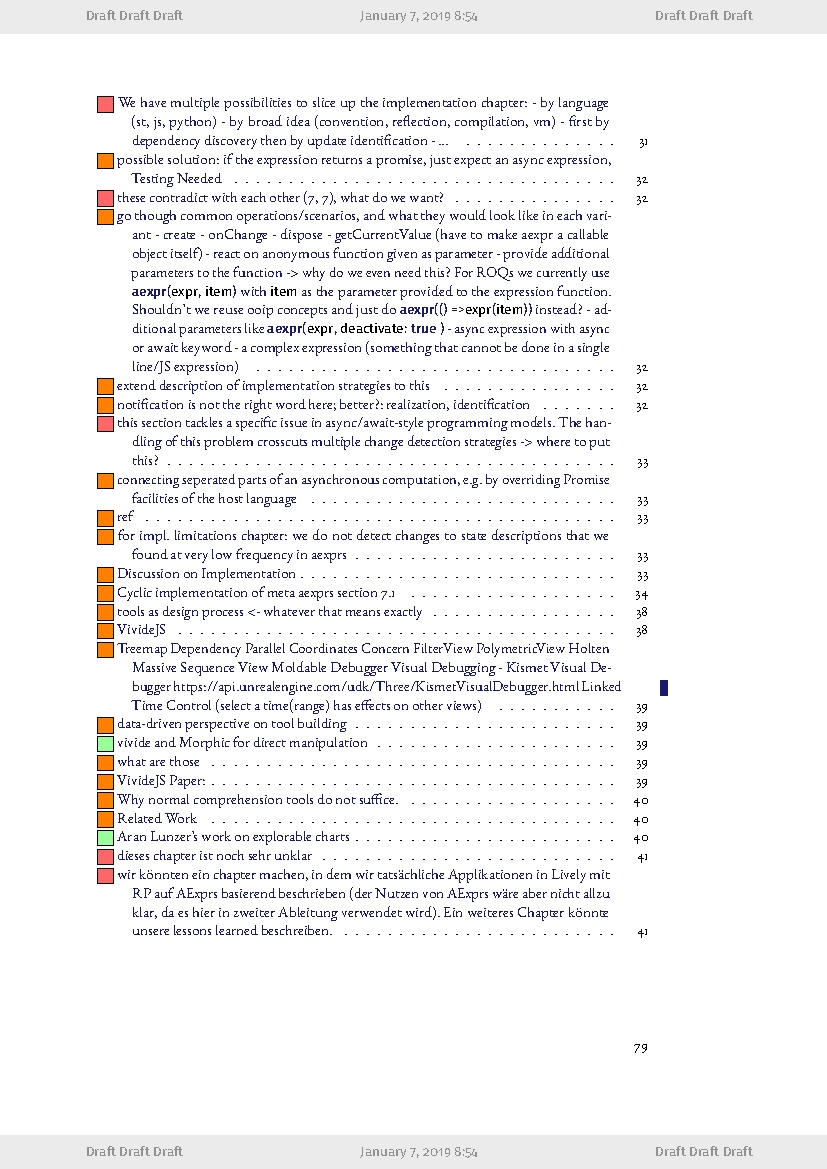 Draft Draft Draft January 7, 2019 8:54 Draft Draft Draft
We have multiple possibilities to slice up the implementation chapter: - by language
(st, js, python) - by broad idea (convention, reflection, compilation, vm) - first by
dependency discovery then by update identification - ... . . . . . . . . . . . . . . . 31
possible solution: if the expression returns a promise, just expect an async expression,
Testing Needed . . . . . . . . . . . . . . . . . . . . . . . . . . . . . . . . . . . 32
these contradict with each other (7, 7), what do we want? . . . . . . . . . . . . . . . 32
go though common operations/scenarios, and what they would look like in each vari-
ant - create - onChange - dispose - getCurrentValue (have to make aexpr a callable
object itself) - react on anonymous function given as parameter - provide additional
parameters to the function -> why do we even need this? For ROQs we currently use
aexpr(expr, item) with item as the parameter provided to the expression function.
Shouldn't we reuse ooip concepts and just do aexpr(() =>expr(item)) instead? - ad-
ditional parameters like aexpr(expr, deactivate: true ) - async expression with async
or await keyword - a complex expression (something that cannot be done in a single
line/JS expression) . . . . . . . . . . . . . . . . . . . . . . . . . . . . . . . . . 32
extend description of implementation strategies to this . . . . . . . . . . . . . . . . 32
notification is not the right word here; better?: realization, identification . . . . . . . 32
this section tackles a specific issue in async/await-style programming models. The han-
dling of this problem crosscuts multiple change detection strategies -> where to put
this? . . . . . . . . . . . . . . . . . . . . . . . . . . . . . . . . . . . . . . . . . 33
connecting seperated parts of an asynchronous computation, e.g. by overriding Promise
facilities of the host language . . . . . . . . . . . . . . . . . . . . . . . . . . . . 33
ref . . . . . . . . . . . . . . . . . . . . . . . . . . . . . . . . . . . . . . . . . . . 33
for impl. limitations chapter: we do not detect changes to state descriptions that we
found at very low frequency in aexprs . . . . . . . . . . . . . . . . . . . . . . . . 33
Discussion on Implementation . . . . . . . . . . . . . . . . . . . . . . . . . . . . . 33
Cyclic implementation of meta aexprs section 7.1 . . . . . . . . . . . . . . . . . . . 34
tools as design process <- whatever that means exactly . . . . . . . . . . . . . . . . . 38
VivideJS . . . . . . . . . . . . . . . . . . . . . . . . . . . . . . . . . . . . . . . . 38
Treemap Dependency Parallel Coordinates Concern FilterView PolymetricView Holten
Massive Sequence View Moldable Debugger Visual Debugging - Kismet Visual De-
bugger https://api.unrealengine.com/udk/Three/KismetVisualDebugger.html Linked
Time Control (select a time(range) has effects on other views) . . . . . . . . . . . 39
data-driven perspective on tool building . . . . . . . . . . . . . . . . . . . . . . . . 39
vivide and Morphic for direct manipulation . . . . . . . . . . . . . . . . . . . . . . 39
what are those . . . . . . . . . . . . . . . . . . . . . . . . . . . . . . . . . . . . . 39
VivideJS Paper: . . . . . . . . . . . . . . . . . . . . . . . . . . . . . . . . . . . . . 39
Why normal comprehension tools do not suffice. . . . . . . . . . . . . . . . . . . . 40
Related Work . . . . . . . . . . . . . . . . . . . . . . . . . . . . . . . . . . . . . 40
Aran Lunzer's work on explorable charts . . . . . . . . . . . . . . . . . . . . . . . . 40
dieses chapter ist noch sehr unklar . . . . . . . . . . . . . . . . . . . . . . . . . . . 41
wir könnten ein chapter machen, in dem wir tatsächliche Applikationen in Lively mit
RP auf AExprs basierend beschrieben (der Nutzen von AExprs wäre aber nicht allzu
klar, da es hier in zweiter Ableitung verwendet wird). Ein weiteres Chapter könnte
unsere lessons learned beschreiben. . . . . . . . . . . . . . . . . . . . . . . . . . 41
79
Draft Draft Draft January 7, 2019 8:54 Draft Draft Draft